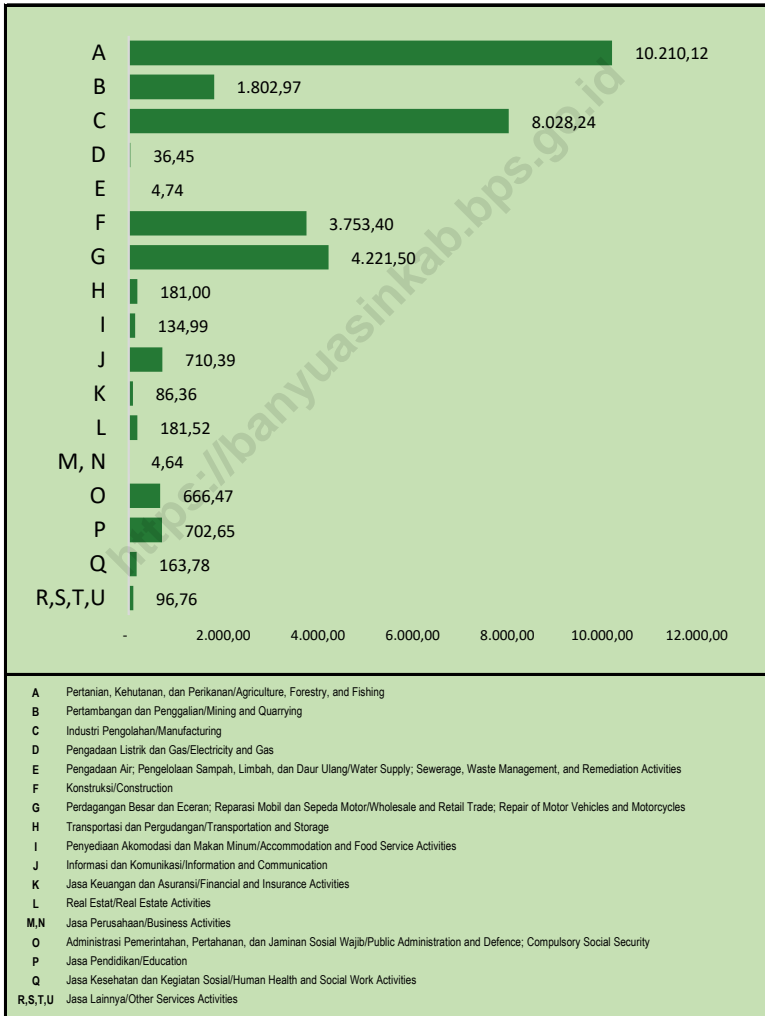 A 10.210,12
B 1.802,97
C 8.028,24
D 36,45
E 4,74
F 3.753,40
G 4.221,50
H 181,00
I 134,99
J 710,39
K 86,36
L 181,52
M, N 4,64
O 666,47
P 702,65
Q 163,78
R,S,T,U 96,76
- 2.000,00 4.000,00 6.000,00 8.000,00 10.000,00 12.000,00
https://banyuasinkab.bps.go.id
A Pertanian, Kehutanan, dan Perikanan/Agriculture, Forestry, and Fishing
B Pertambangan dan Penggalian/Mining and Quarrying
C Industri Pengolahan/Manufacturing
D Pengadaan Listrik dan Gas/Electricity and Gas
E Pengadaan Air; Pengelolaan Sampah, Limbah, dan Daur Ulang/Water Supply; Sewerage, Waste Management, and Remediation Activities
F Konstruksi/Construction
G Perdagangan Besar dan Eceran; Reparasi Mobil dan Sepeda Motor/Wholesale and Retail Trade; Repair of Motor Vehicles and Motorcycles
H Transportasi dan Pergudangan/Transportation and Storage
I Penyediaan Akomodasi dan Makan Minum/Accommodation and Food Service Activities
J Informasi dan Komunikasi/Information and Communication
K Jasa Keuangan dan Asuransi/Financial and Insurance Activities
L Real Estat/Real Estate Activities
M,N Jasa Perusahaan/Business Activities
O Administrasi Pemerintahan, Pertahanan, dan Jaminan Sosial Wajib/Public Administration and Defence; Compulsory Social Security
P Jasa Pendidikan/Education
Q Jasa Kesehatan dan Kegiatan Sosial/Human Health and Social Work Activities
R,S,T,U Jasa Lainnya/Other Services Activities